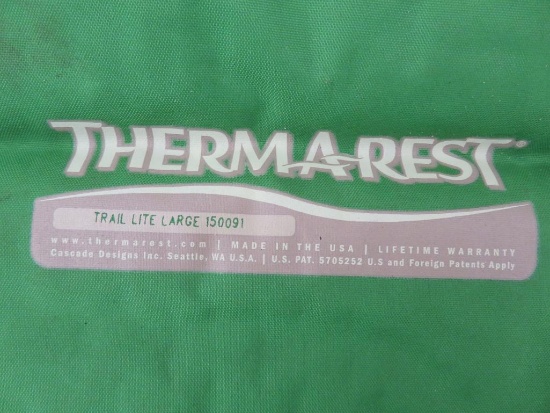 THERM-A-REST®
TRAIL LITE LARGE 150091
www.thermarest.com | MADE IN THE USA | LIFETIME WARRANTY
Cascade Designs Inc. Seattle, WA U.S.A. | U.S. PAT. 5705252 U.S and Foreign Patents Apply